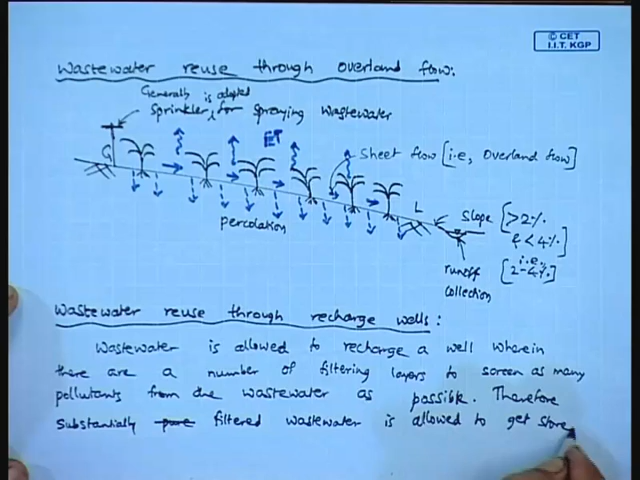 © CET
I.I.T. KGP
Wastewater reuse through overland flow:
Generally is adopted
Sprinkler for spraying wastewater
G
ET
Sheet flow [i.e, Overland flow]
L
Slope [>2%
& <4%]
i.e.
[2-4%]
percolation
runoff
collection
Wastewater reuse through recharge wells:
Wastewater is allowed to recharge a well wherein
there are a number of filtering layers to screen as many
pollutants from the wastewater as possible. Therefore
substantially pure filtered wastewater is allowed to get store